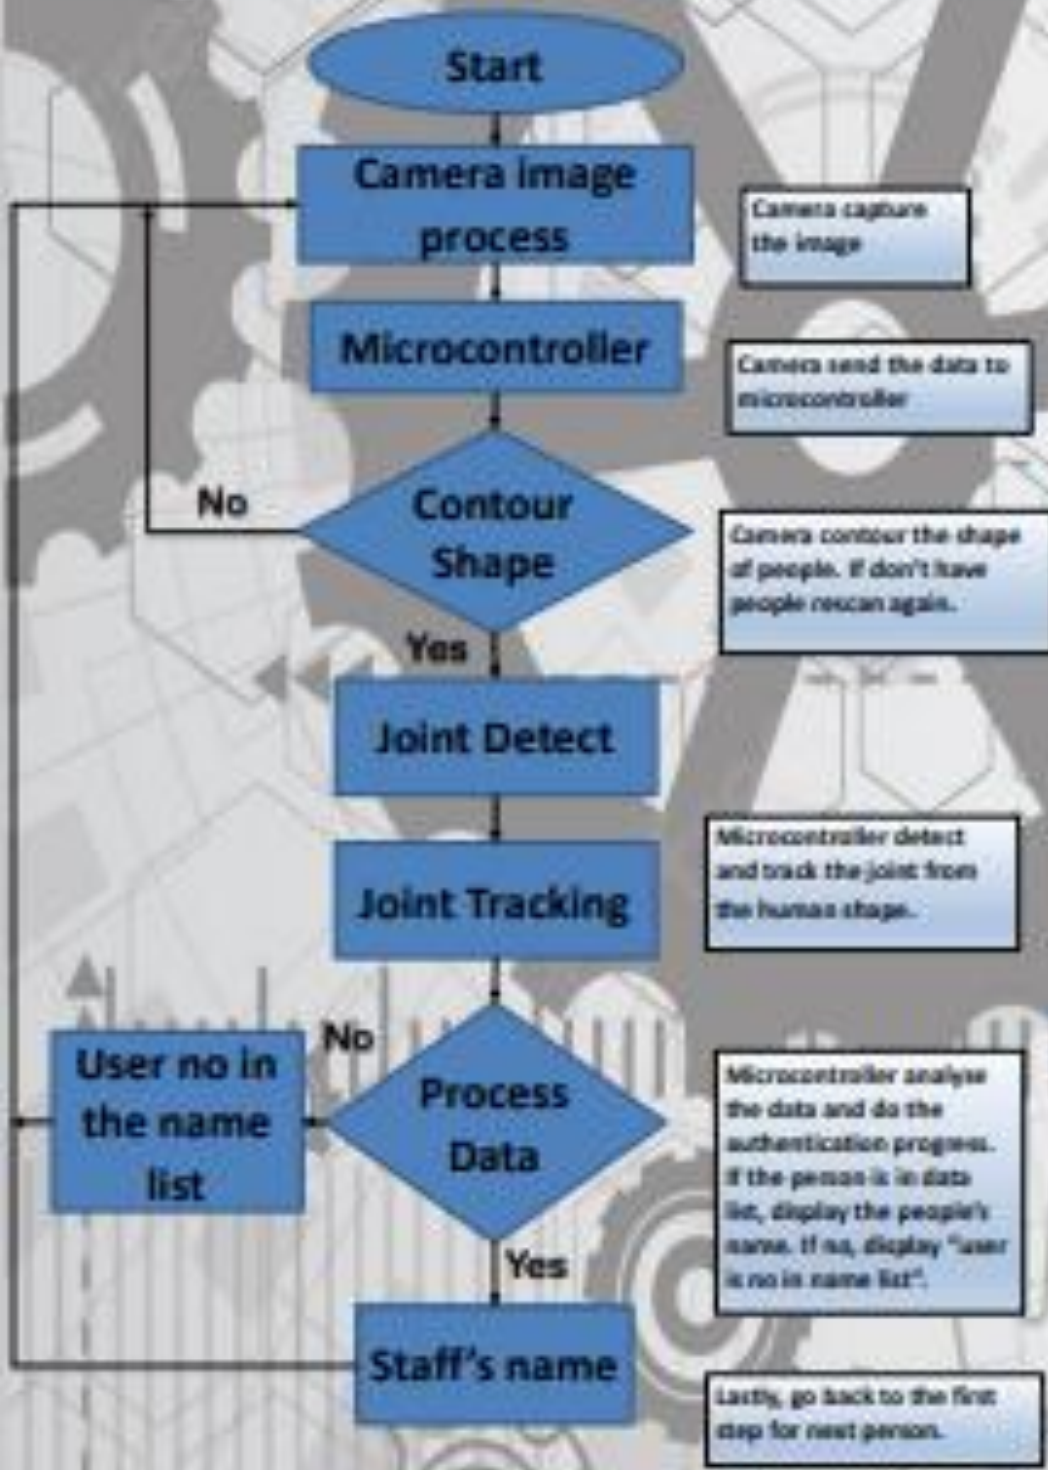 Start
Camera image
process
Camera capture
the image
Microcontroller
Camera send the data to
microcontroller
No
Contour
Shape
Camera contour the shape
of people. If don't have
people rescan again.
Yes
Joint Detect
Joint Tracking
Microcontroller detect
and track the joint from
the human shape.
No
User no in
the name
list
Process
Data
Microcontroller analyse
the data and do the
authentication progress.
If the person is in data
list, display the people's
name. If no, display "user
is no in name list".
Yes
Staff's name
Lastly, go back to the first
step for next person.